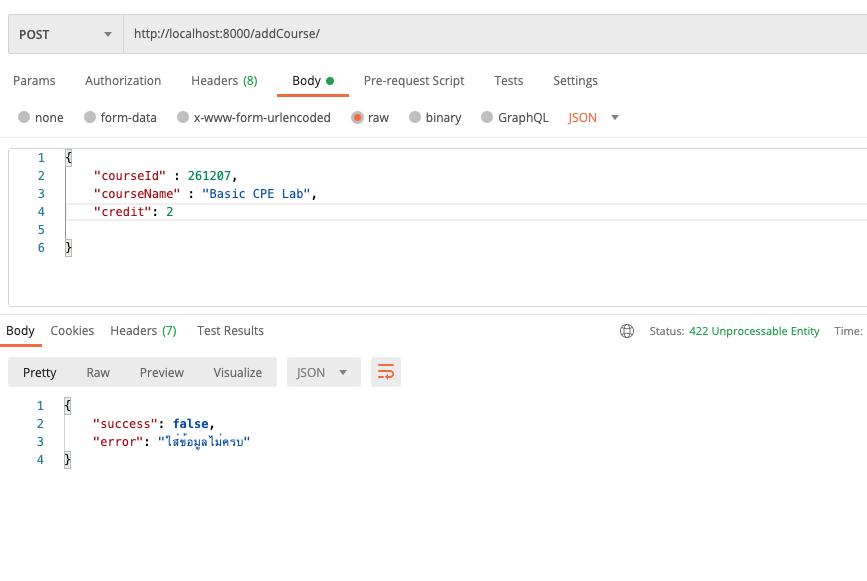 POST http://localhost:8000/addCourse/
Params Authorization Headers (8) Body Pre-request Script Tests Settings
none form-data x-www-form-urlencoded raw binary GraphQL JSON
1 {
2 "courseId" : 261207,
3 "courseName" : "Basic CPE Lab",
4 "credit": 2
5
6 }
Body Cookies Headers (7) Test Results Status: 422 Unprocessable Entity Time:
Pretty Raw Preview Visualize JSON
1 {
2 "success": false,
3 "error": "ใส่ข้อมูลไม่ครบ"
4 }